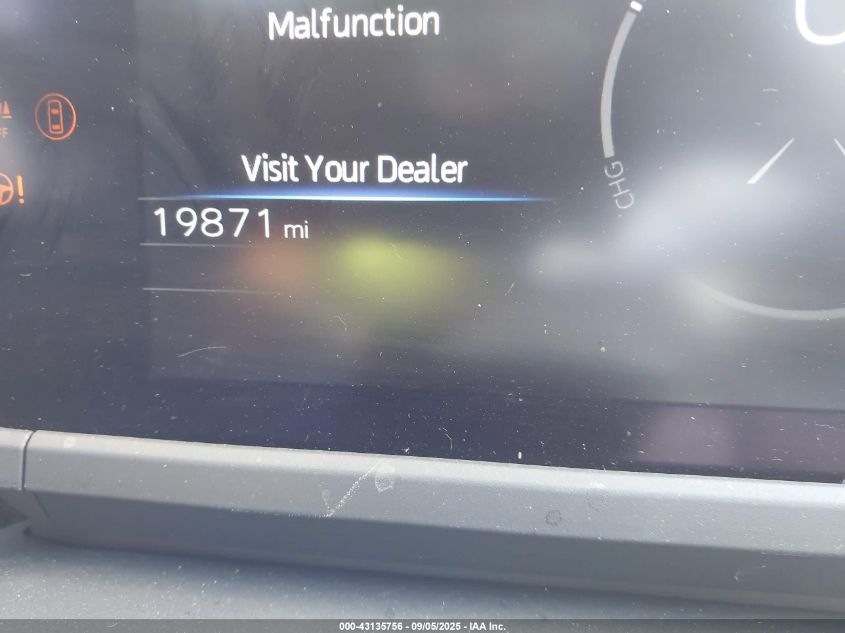 Malfunction
Visit Your Dealer
19871 mi
CHG
!
000-43135756 - 09/05/2025 - IAA Inc.